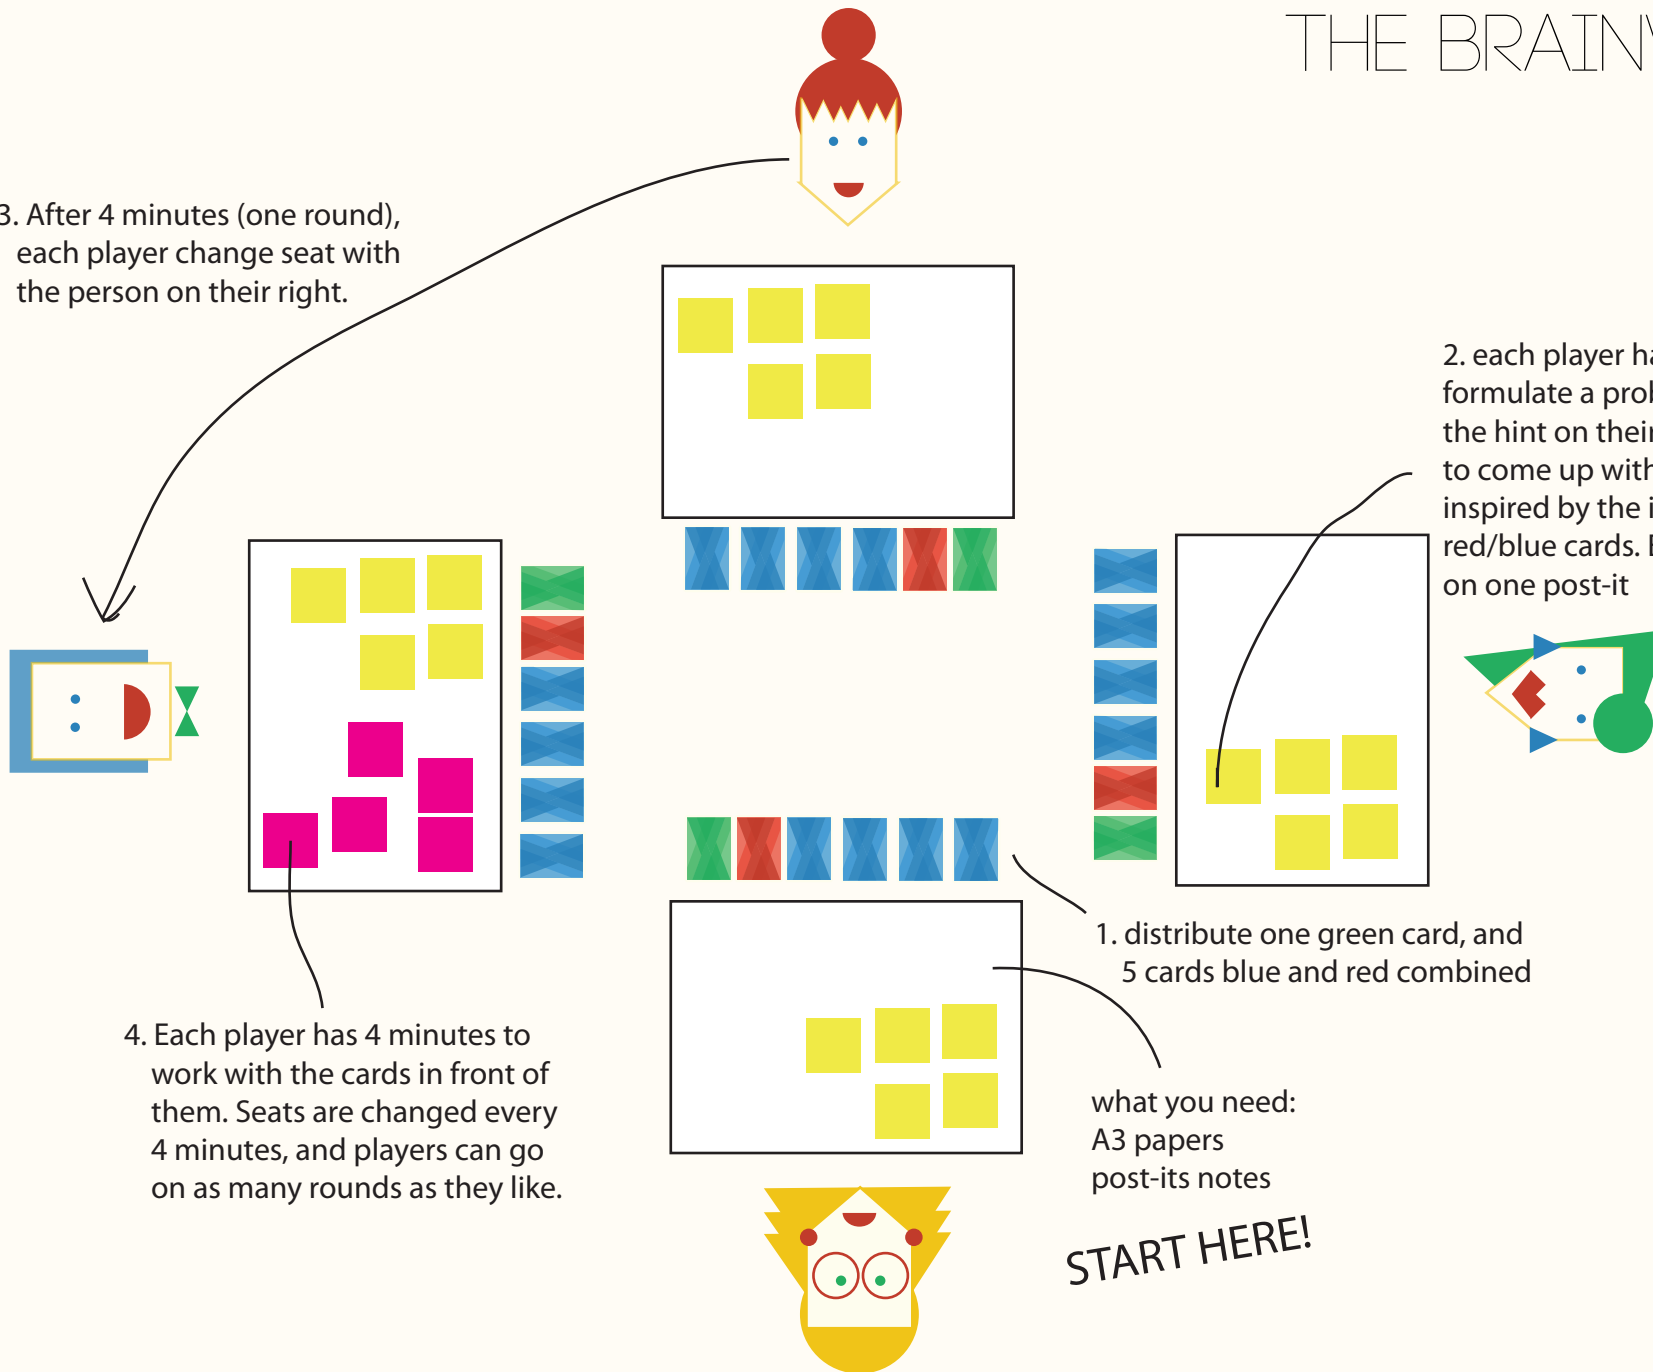 THE BRAIN
3. After 4 minutes (one round),
each player change seat with
the person on their right.
2. each player
formulate a
the hint on their
to come up with
inspired by the
red/blue cards.
on one post-it
1. distribute one green card, and
5 cards blue and red combined
4. Each player has 4 minutes to
work with the cards in front of
them. Seats are changed every
4 minutes, and players can go
on as many rounds as they like.
what you need:
A3 papers
post-its notes
START HERE!